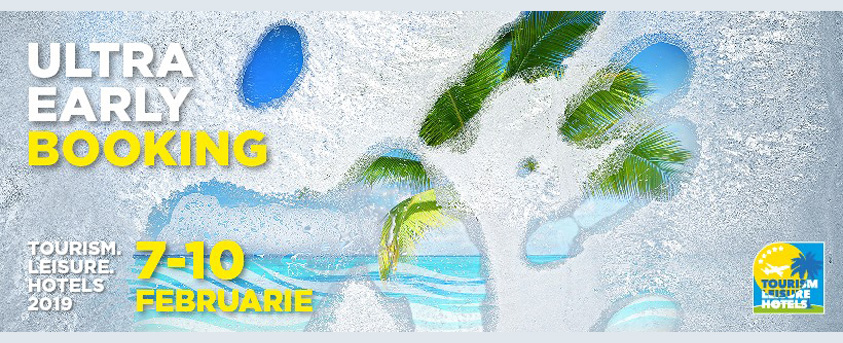 ULTRA
EARLY
BOOKING
TOURISM.
LEISURE.
HOTELS
2019
7-10
FEBRUARIE
TOURISM
LEISURE
HOTELS